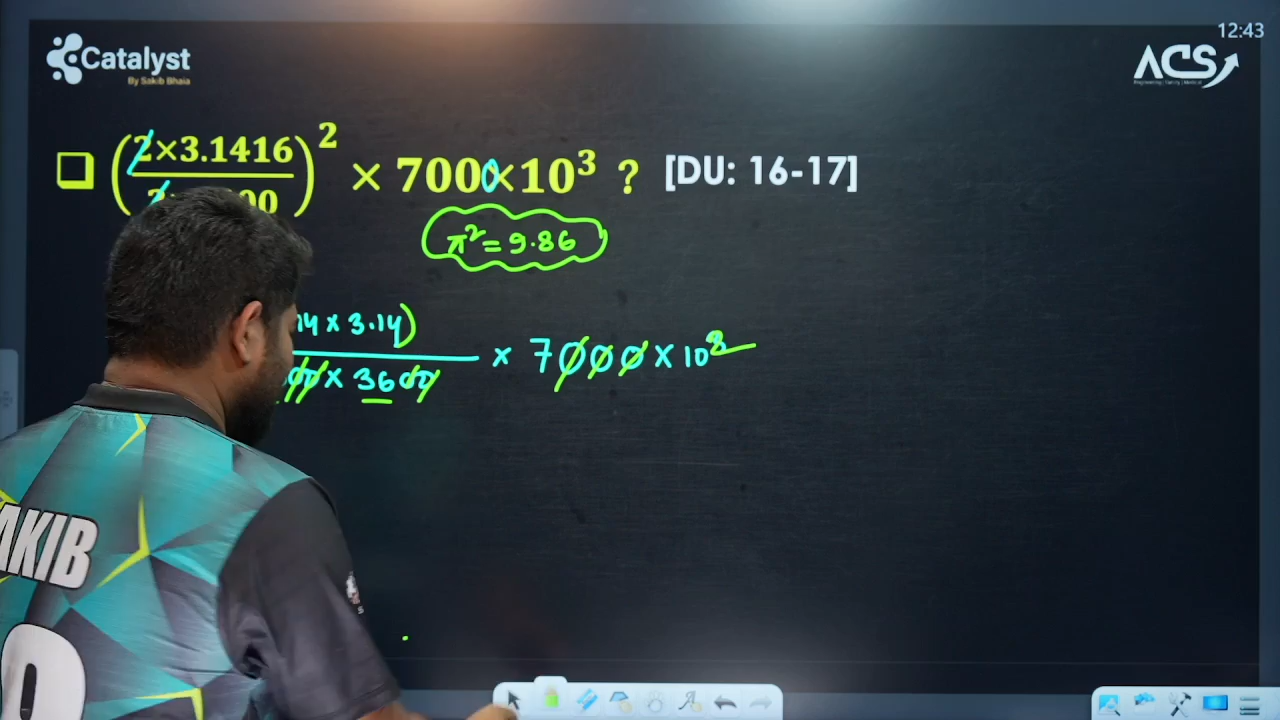 12:43
Catalyst
By Sakib Bhaia
ACS
(2×3.1416)² × 7000×10³ ? [DU: 16-17]
00
π² = 9.86
14 × 3.14)
× 7000 × 10³
00 × 3600
AKIB